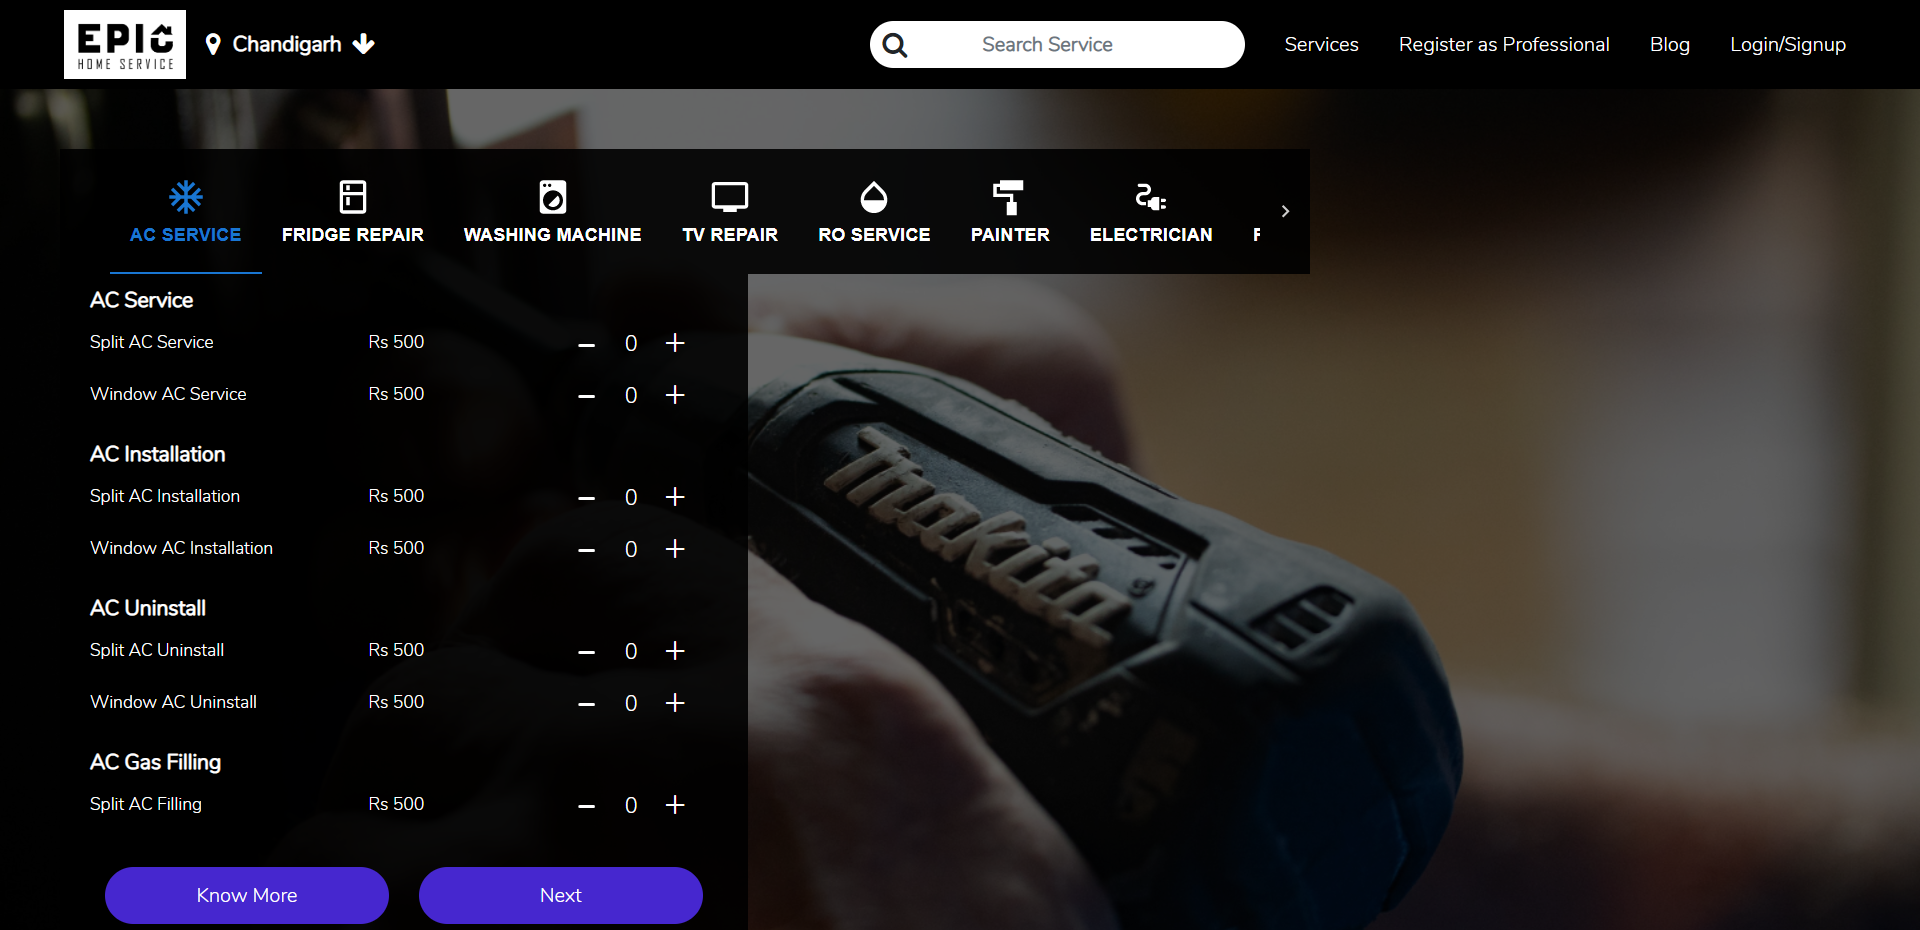 EPIC
HOME SERVICE
Chandigarh
Search Service
Services
Register as Professional
Blog
Login/Signup
AC SERVICE
FRIDGE REPAIR
WASHING MACHINE
TV REPAIR
RO SERVICE
PAINTER
ELECTRICIAN
AC Service
Split AC Service Rs 500 – 0 +
Window AC Service Rs 500 – 0 +
AC Installation
Split AC Installation Rs 500 – 0 +
Window AC Installation Rs 500 – 0 +
AC Uninstall
Split AC Uninstall Rs 500 – 0 +
Window AC Uninstall Rs 500 – 0 +
AC Gas Filling
Split AC Filling Rs 500 – 0 +
Know More
Next
makita